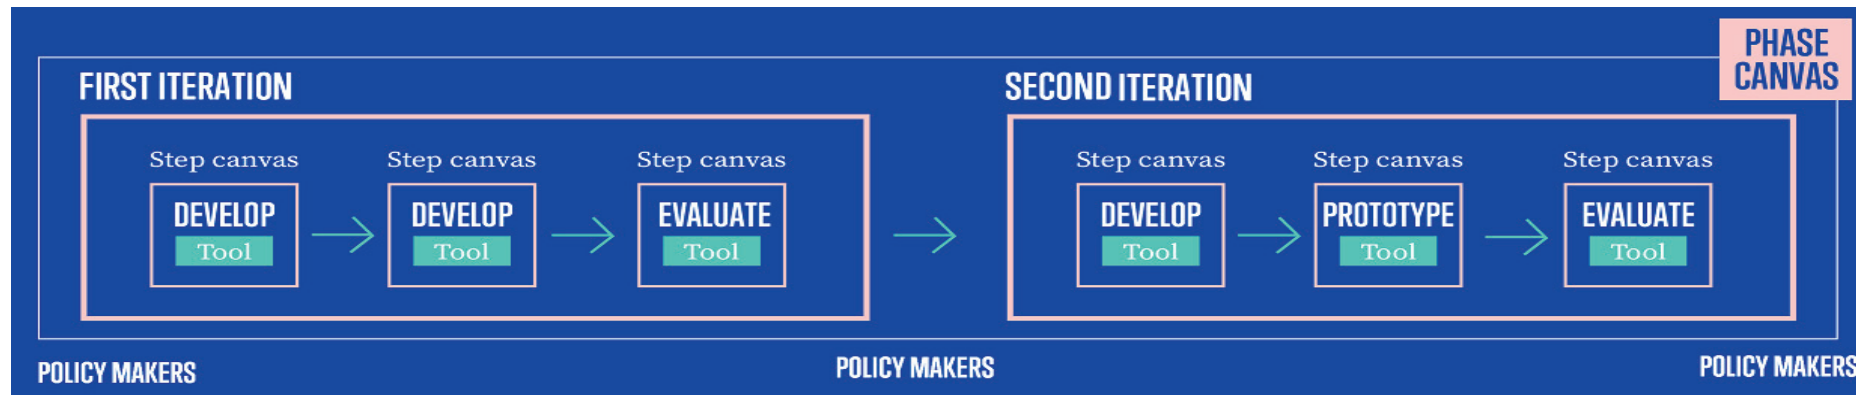 PHASE
CANVAS
FIRST ITERATION
SECOND ITERATION
Step canvas
Step canvas
Step canvas
Step canvas
Step canvas
Step canvas
DEVELOP
DEVELOP
EVALUATE
DEVELOP
PROTOTYPE
EVALUATE
Tool
Tool
Tool
Tool
Tool
Tool
POLICY MAKERS
POLICY MAKERS
POLICY MAKERS